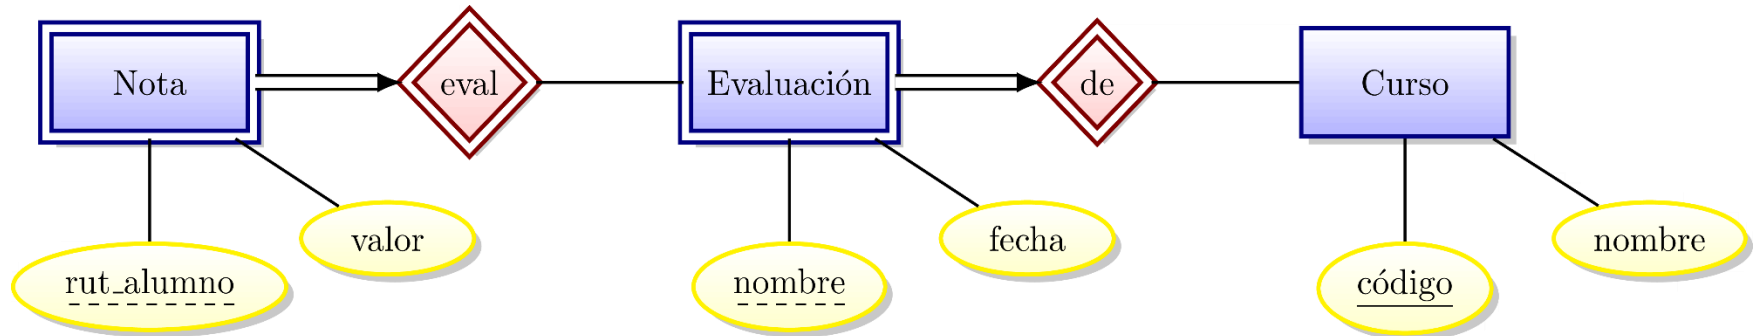 Nota
eval
Evaluación
de
Curso
rut_alumno
valor
nombre
fecha
código
nombre